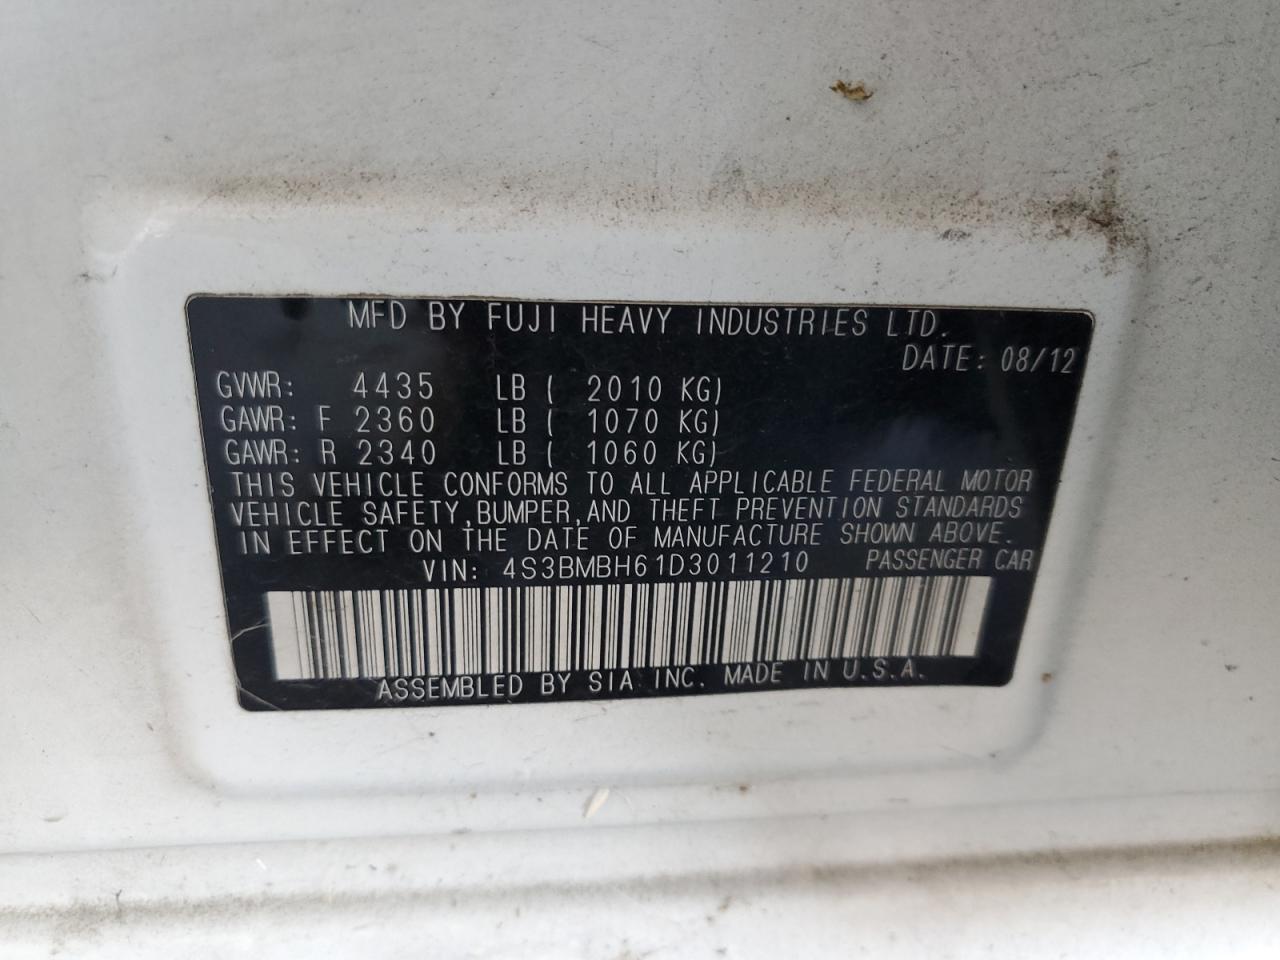 MFD BY FUJI HEAVY INDUSTRIES LTD.
DATE: 08/12
GVWR: 4435 LB ( 2010 KG)
GAWR: F 2360 LB ( 1070 KG)
GAWR: R 2340 LB ( 1060 KG)
THIS VEHICLE CONFORMS TO ALL APPLICABLE FEDERAL MOTOR
VEHICLE SAFETY,BUMPER,AND THEFT PREVENTION STANDARDS
IN EFFECT ON THE DATE OF MANUFACTURE SHOWN ABOVE.
VIN: 4S3BMBH61D3011210 PASSENGER CAR
ASSEMBLED BY SIA INC. MADE IN U.S.A.